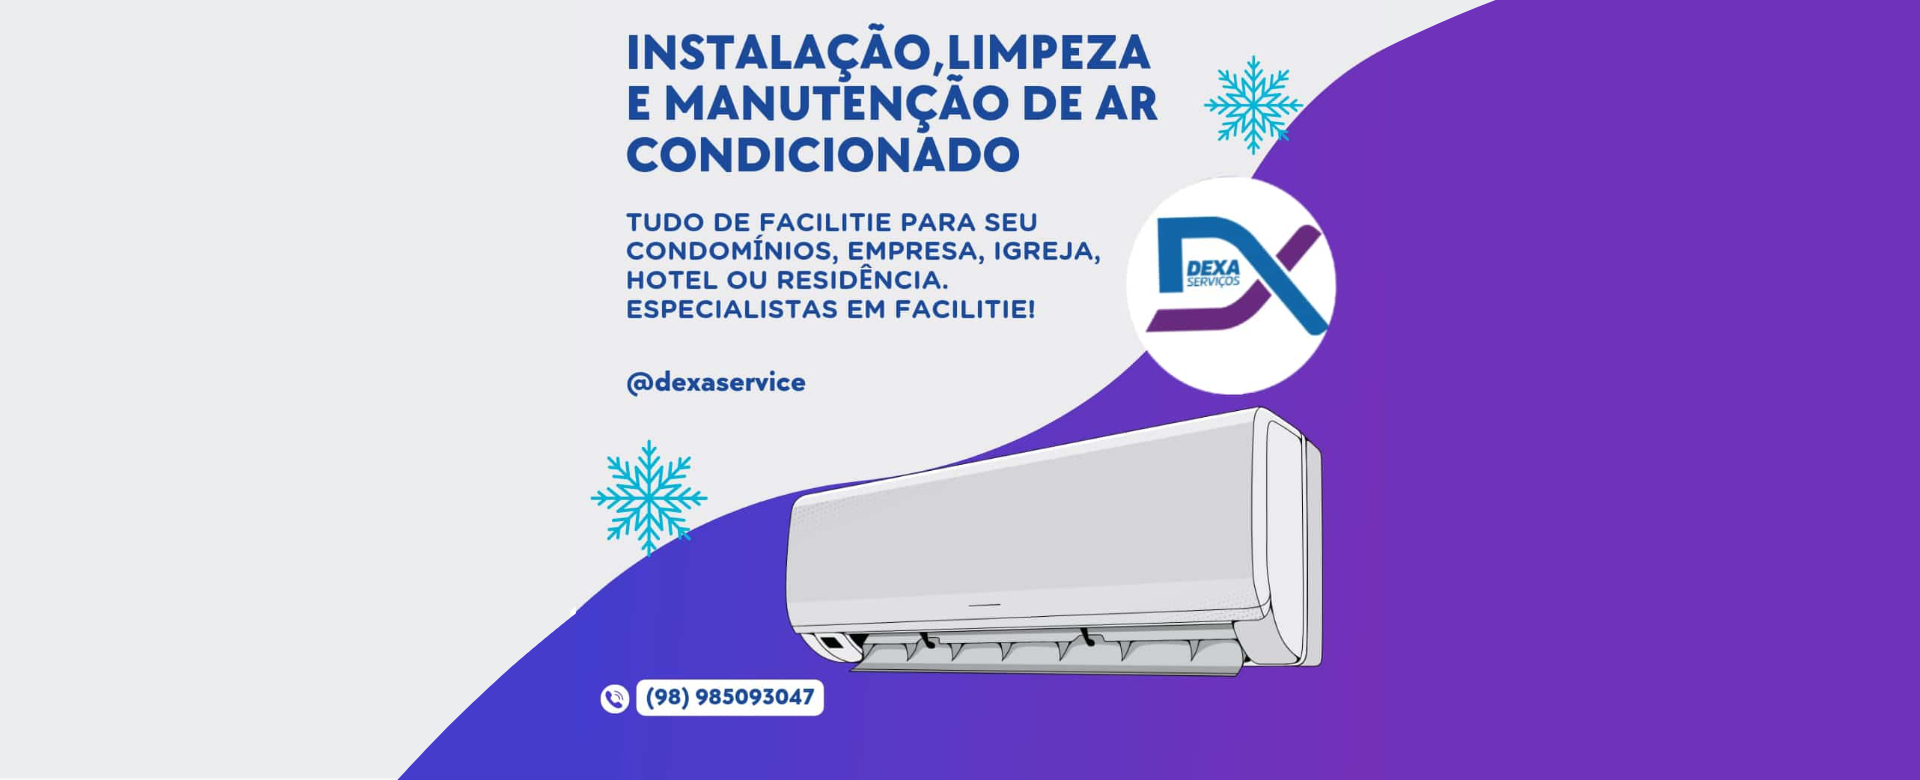 INSTALAÇÃO,LIMPEZA
E MANUTENÇÃO DE AR
CONDICIONADO
TUDO DE FACILITIE PARA SEU
CONDOMÍNIOS, EMPRESA, IGREJA,
HOTEL OU RESIDÊNCIA.
ESPECIALISTAS EM FACILITIE!
DEXA
SERVIÇOS
@dexaservice
(98) 985093047